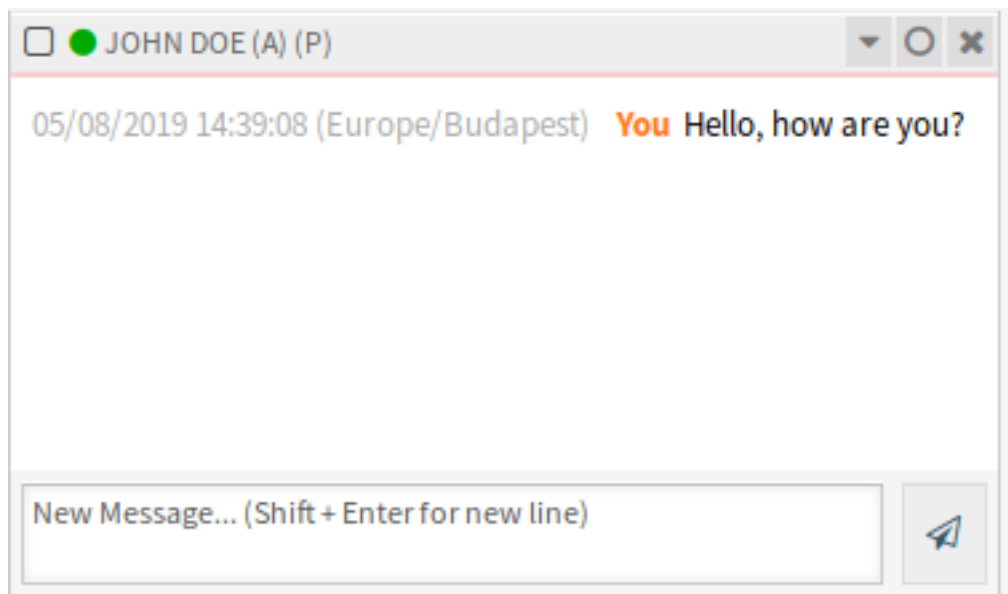 JOHN DOE (A) (P)
05/08/2019 14:39:08 (Europe/Budapest) You Hello, how are you?
New Message... (Shift + Enter for new line)